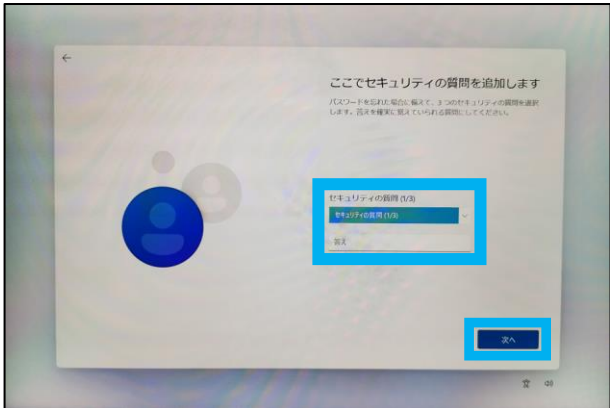 ここでセキュリティの質問を追加します
パスワードを忘れた場合に備えて、3 つのセキュリティの質問を選択
します。答えを確実に覚えていられる質問にしてください。
セキュリティの質問 (1/3)
セキュリティの質問 (1/3)
答え
次へ